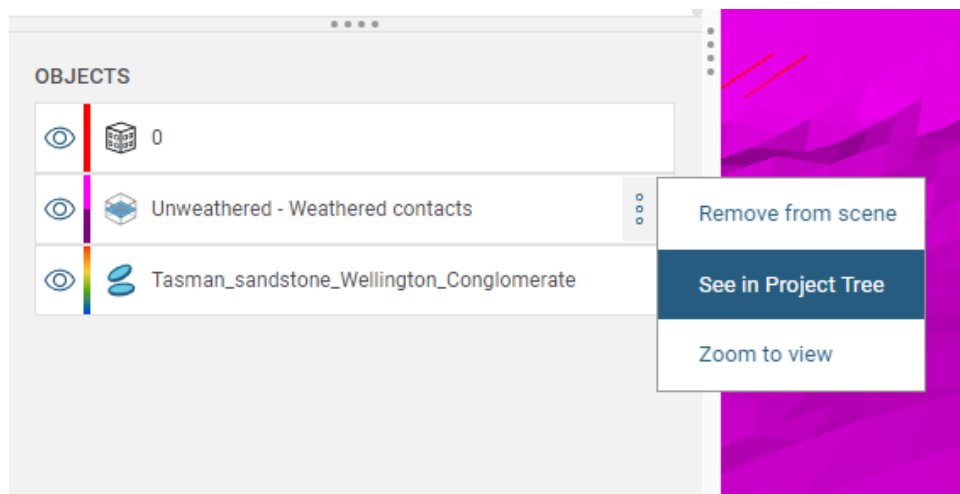 OBJECTS
0
Unweathered - Weathered contacts
Tasman_sandstone_Wellington_Conglomerate
Remove from scene
See in Project Tree
Zoom to view